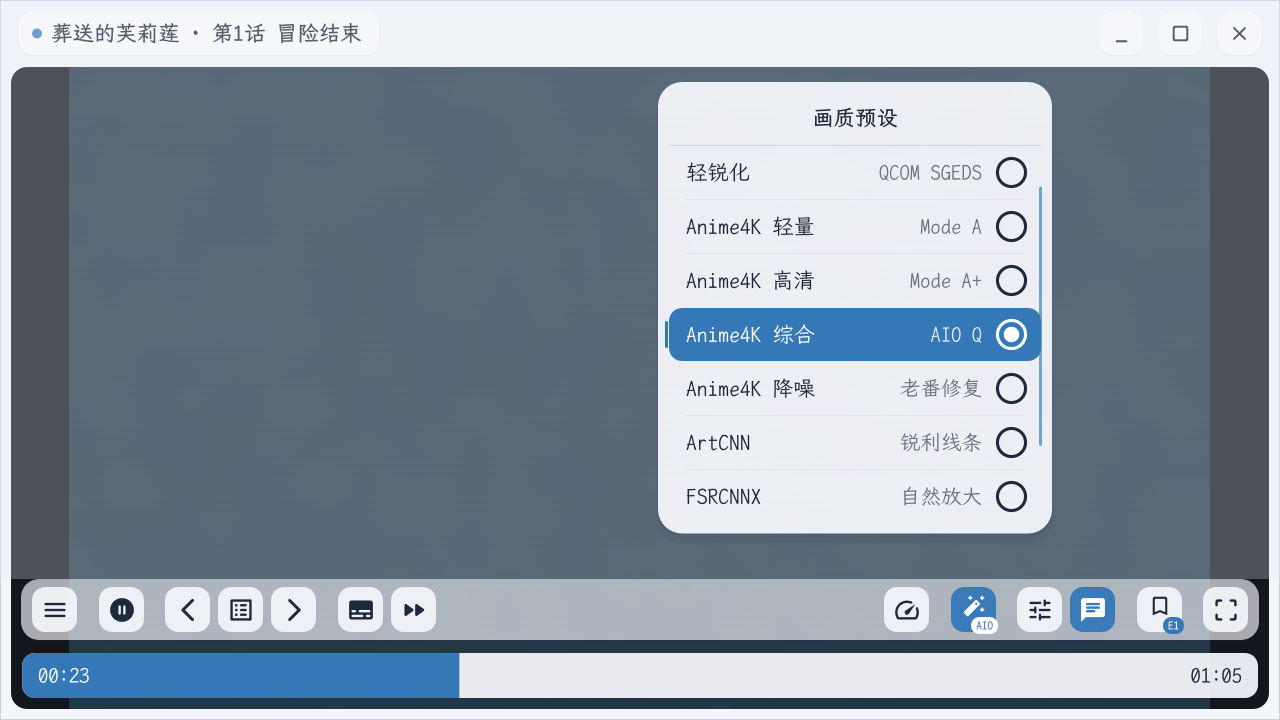 葬送的芙莉莲 · 第1话 冒险结束
画质预设
轻锐化 QCOM SGEDS
Anime4K 轻量 Mode A
Anime4K 高清 Mode A+
Anime4K 综合 AIO Q
Anime4K 降噪 老番修复
ArtCNN 锐利线条
FSRCNNX 自然放大
AIO
E1
00:23
01:05